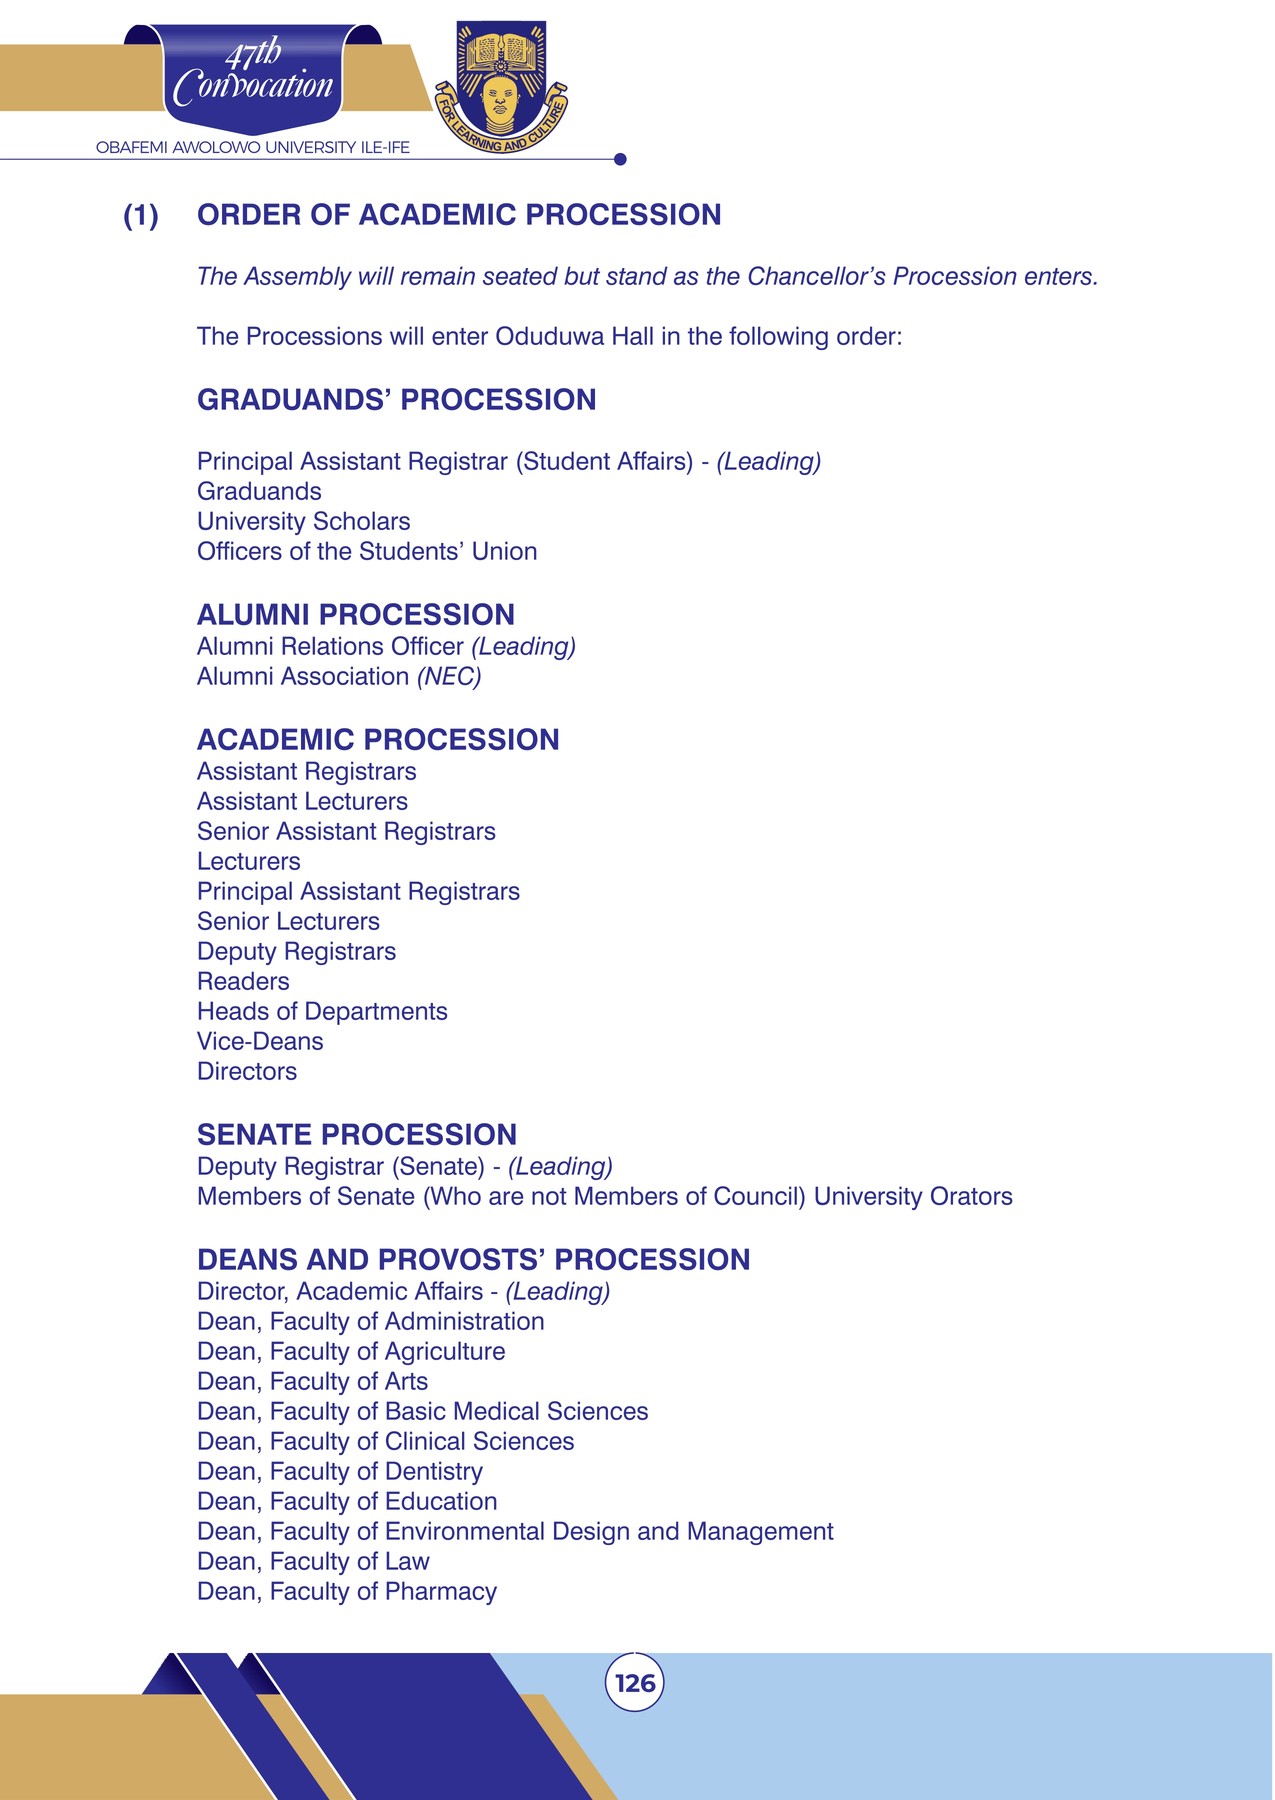 47th
Convocation
FOR LEARNING AND CULTURE
OBAFEMI AWOLOWO UNIVERSITY ILE-IFE
(1) ORDER OF ACADEMIC PROCESSION
The Assembly will remain seated but stand as the Chancellor’s Procession enters.
The Processions will enter Oduduwa Hall in the following order:
GRADUANDS’ PROCESSION
Principal Assistant Registrar (Student Affairs) - (Leading)
Graduands
University Scholars
Officers of the Students’ Union
ALUMNI PROCESSION
Alumni Relations Officer (Leading)
Alumni Association (NEC)
ACADEMIC PROCESSION
Assistant Registrars
Assistant Lecturers
Senior Assistant Registrars
Lecturers
Principal Assistant Registrars
Senior Lecturers
Deputy Registrars
Readers
Heads of Departments
Vice-Deans
Directors
SENATE PROCESSION
Deputy Registrar (Senate) - (Leading)
Members of Senate (Who are not Members of Council) University Orators
DEANS AND PROVOSTS’ PROCESSION
Director, Academic Affairs - (Leading)
Dean, Faculty of Administration
Dean, Faculty of Agriculture
Dean, Faculty of Arts
Dean, Faculty of Basic Medical Sciences
Dean, Faculty of Clinical Sciences
Dean, Faculty of Dentistry
Dean, Faculty of Education
Dean, Faculty of Environmental Design and Management
Dean, Faculty of Law
Dean, Faculty of Pharmacy
126